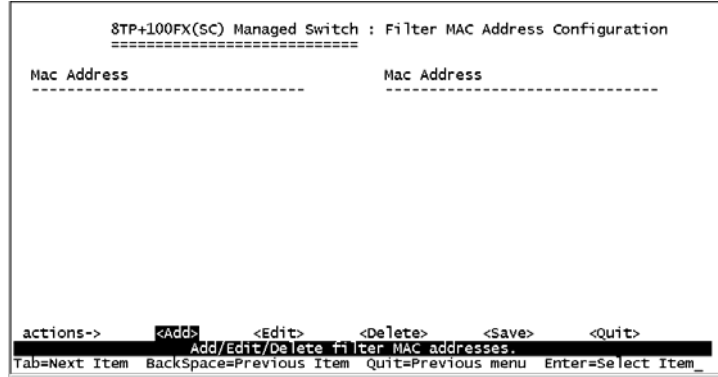 8TP+100FX(SC) Managed Switch : Filter MAC Address Configuration
============================
Mac Address Mac Address
------------------------------- -------------------------------
actions-> <Add> <Edit> <Delete> <Save> <Quit>
Add/Edit/Delete filter MAC addresses.
Tab=Next Item BackSpace=Previous Item Quit=Previous menu Enter=Select Item_